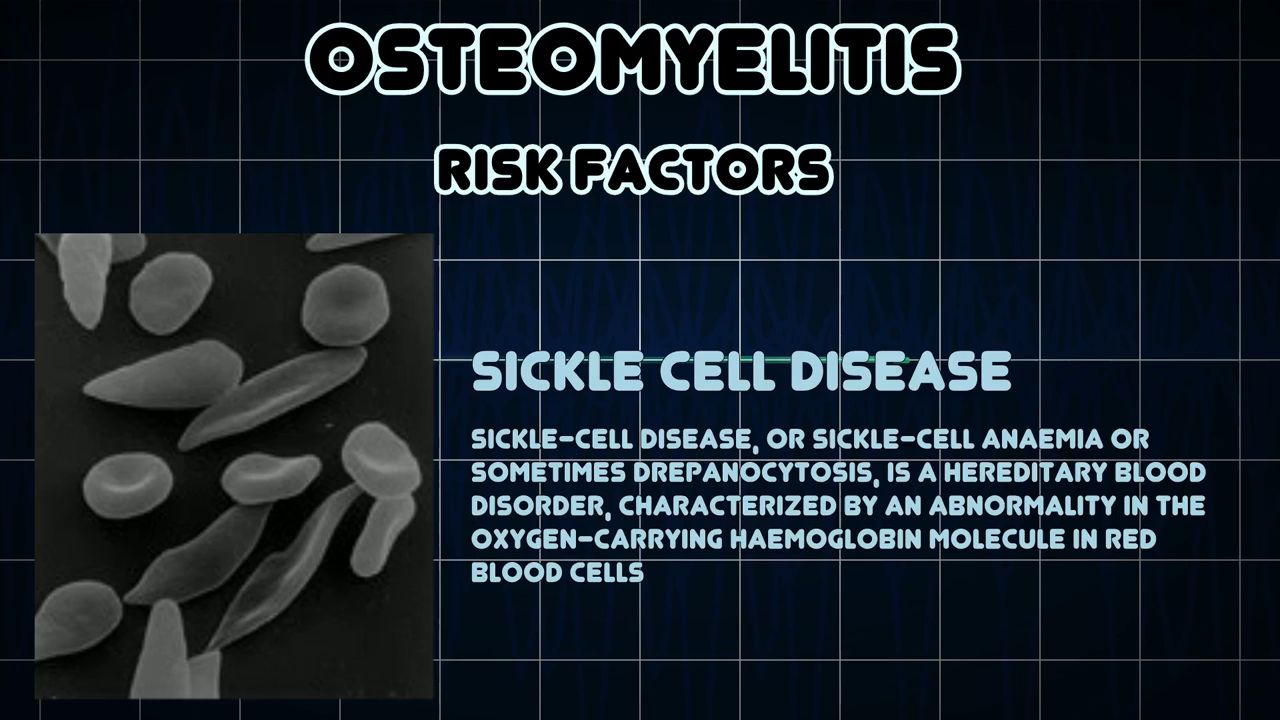 OSTEOMYELITIS
RISK FACTORS
SICKLE CELL DISEASE
SICKLE-CELL DISEASE, OR SICKLE-CELL ANAEMIA OR
SOMETIMES DREPANOCYTOSIS, IS A HEREDITARY BLOOD
DISORDER, CHARACTERIZED BY AN ABNORMALITY IN THE
OXYGEN-CARRYING HAEMOGLOBIN MOLECULE IN RED
BLOOD CELLS